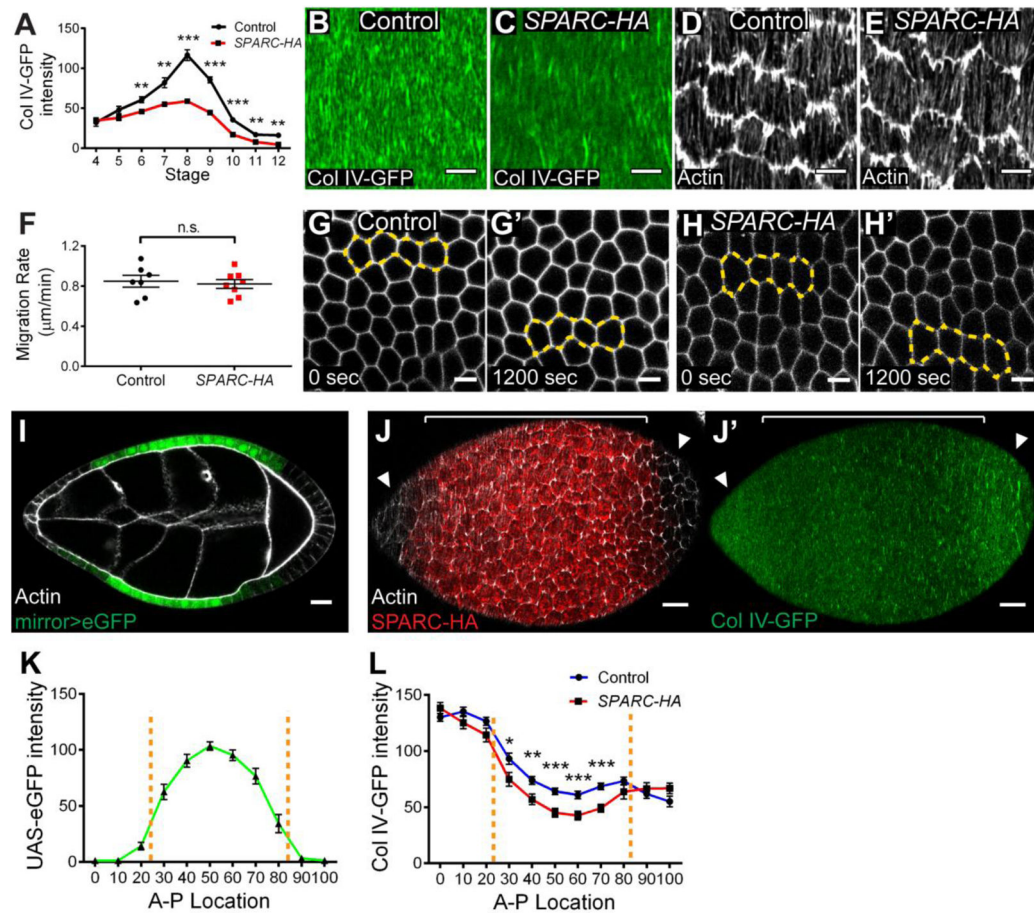 A
Control
SPARC-HA
150
100
50
0
Col IV-GFP
intensity
** ** *** *** *** ** **
4 5 6 7 8 9 10 11 12
Stage
B
Control
Col IV-GFP
C
SPARC-HA
Col IV-GFP
D
Control
Actin
E
SPARC-HA
Actin
F
n.s.
1.2
0.8
0.4
0.0
Migration Rate
(μm/min)
Control
SPARC-HA
G
Control
0 sec
G'
1200 sec
H
SPARC-HA
0 sec
H'
1200 sec
I
Actin
mirror>eGFP
J
Actin
SPARC-HA
J'
Col IV-GFP
K
150
100
50
0
UAS-eGFP intensity
0 10 20 30 40 50 60 70 80 90 100
A-P Location
L
Control
SPARC-HA
150
100
50
0
Col IV-GFP intensity
* ** *** *** ***
0 10 20 30 40 50 60 70 80 90 100
A-P Location